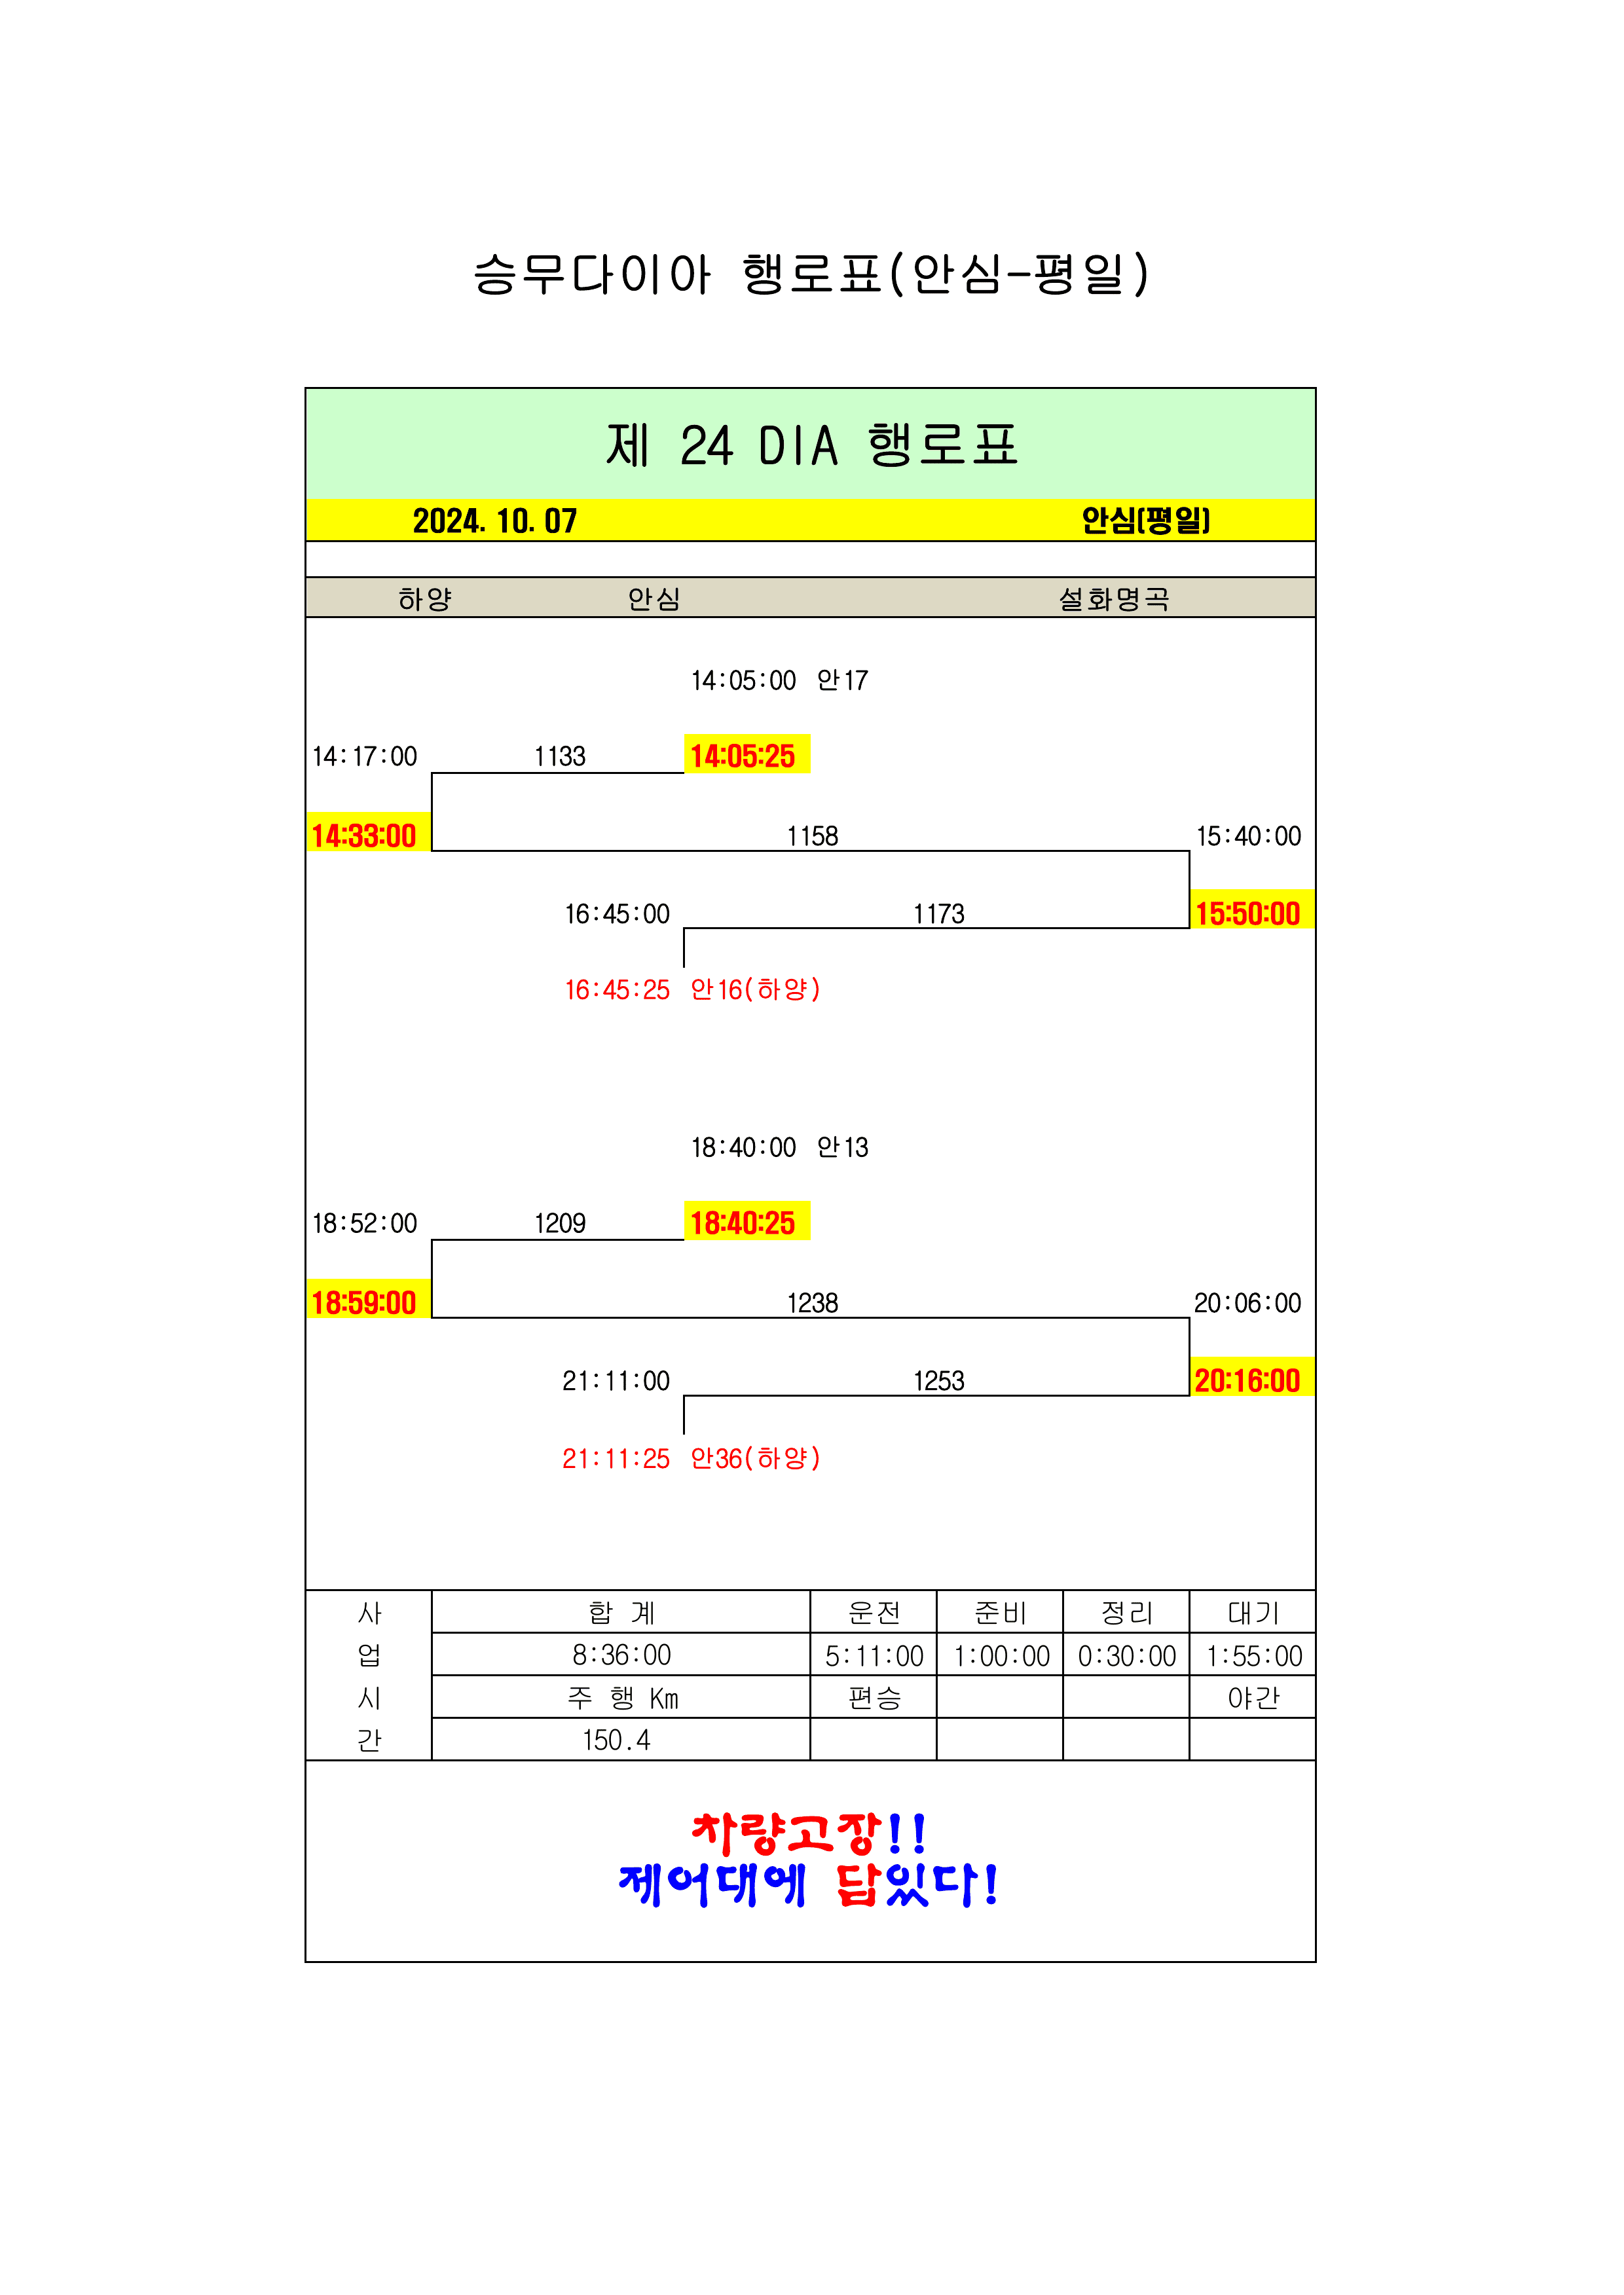 승무다이아 행로표(안심-평일)
제 24 DIA 행로표
2024. 10. 07 안심(평일)
하양 안심 설화명곡
14:05:00 안17
14:17:00 1133 14:05:25
14:33:00 1158 15:40:00
16:45:00 1173 15:50:00
16:45:25 안16(하양)
18:40:00 안13
18:52:00 1209 18:40:25
18:59:00 1238 20:06:00
21:11:00 1253 20:16:00
21:11:25 안36(하양)
사 합 계 운전 준비 정리 대기
업 8:36:00 5:11:00 1:00:00 0:30:00 1:55:00
시 주 행 Km 편승 야간
간 150.4
차량고장!!
제어대에 답있다!